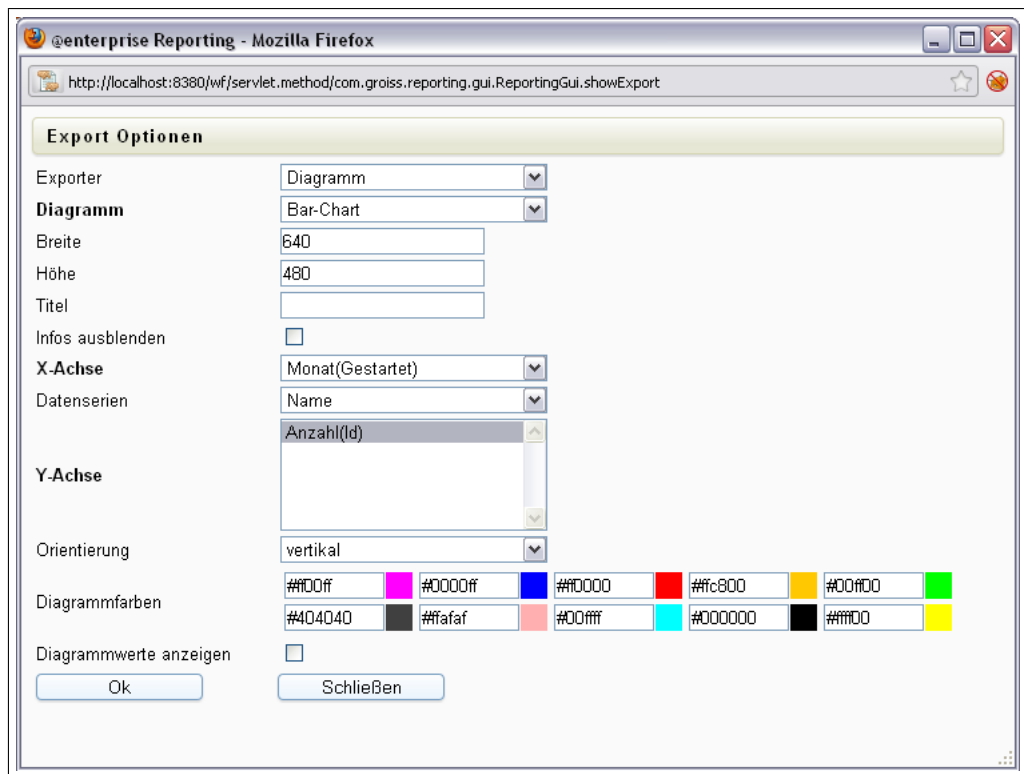 @enterprise Reporting - Mozilla Firefox
http://localhost:8380/wf/servlet.method/com.groiss.reporting.gui.ReportingGui.showExport
Export Optionen
Exporter Diagramm
Diagramm Bar-Chart
Breite 640
Höhe 480
Titel
Infos ausblenden
X-Achse Monat(Gestartet)
Datenserien Name
Anzahl(Id)
Y-Achse
Orientierung vertikal
#ff00ff #0000ff #ff0000 #ffc800 #00ff00
Diagrammfarben
#404040 #ffafaf #00ffff #000000 #ffff00
Diagrammwerte anzeigen
Ok Schließen